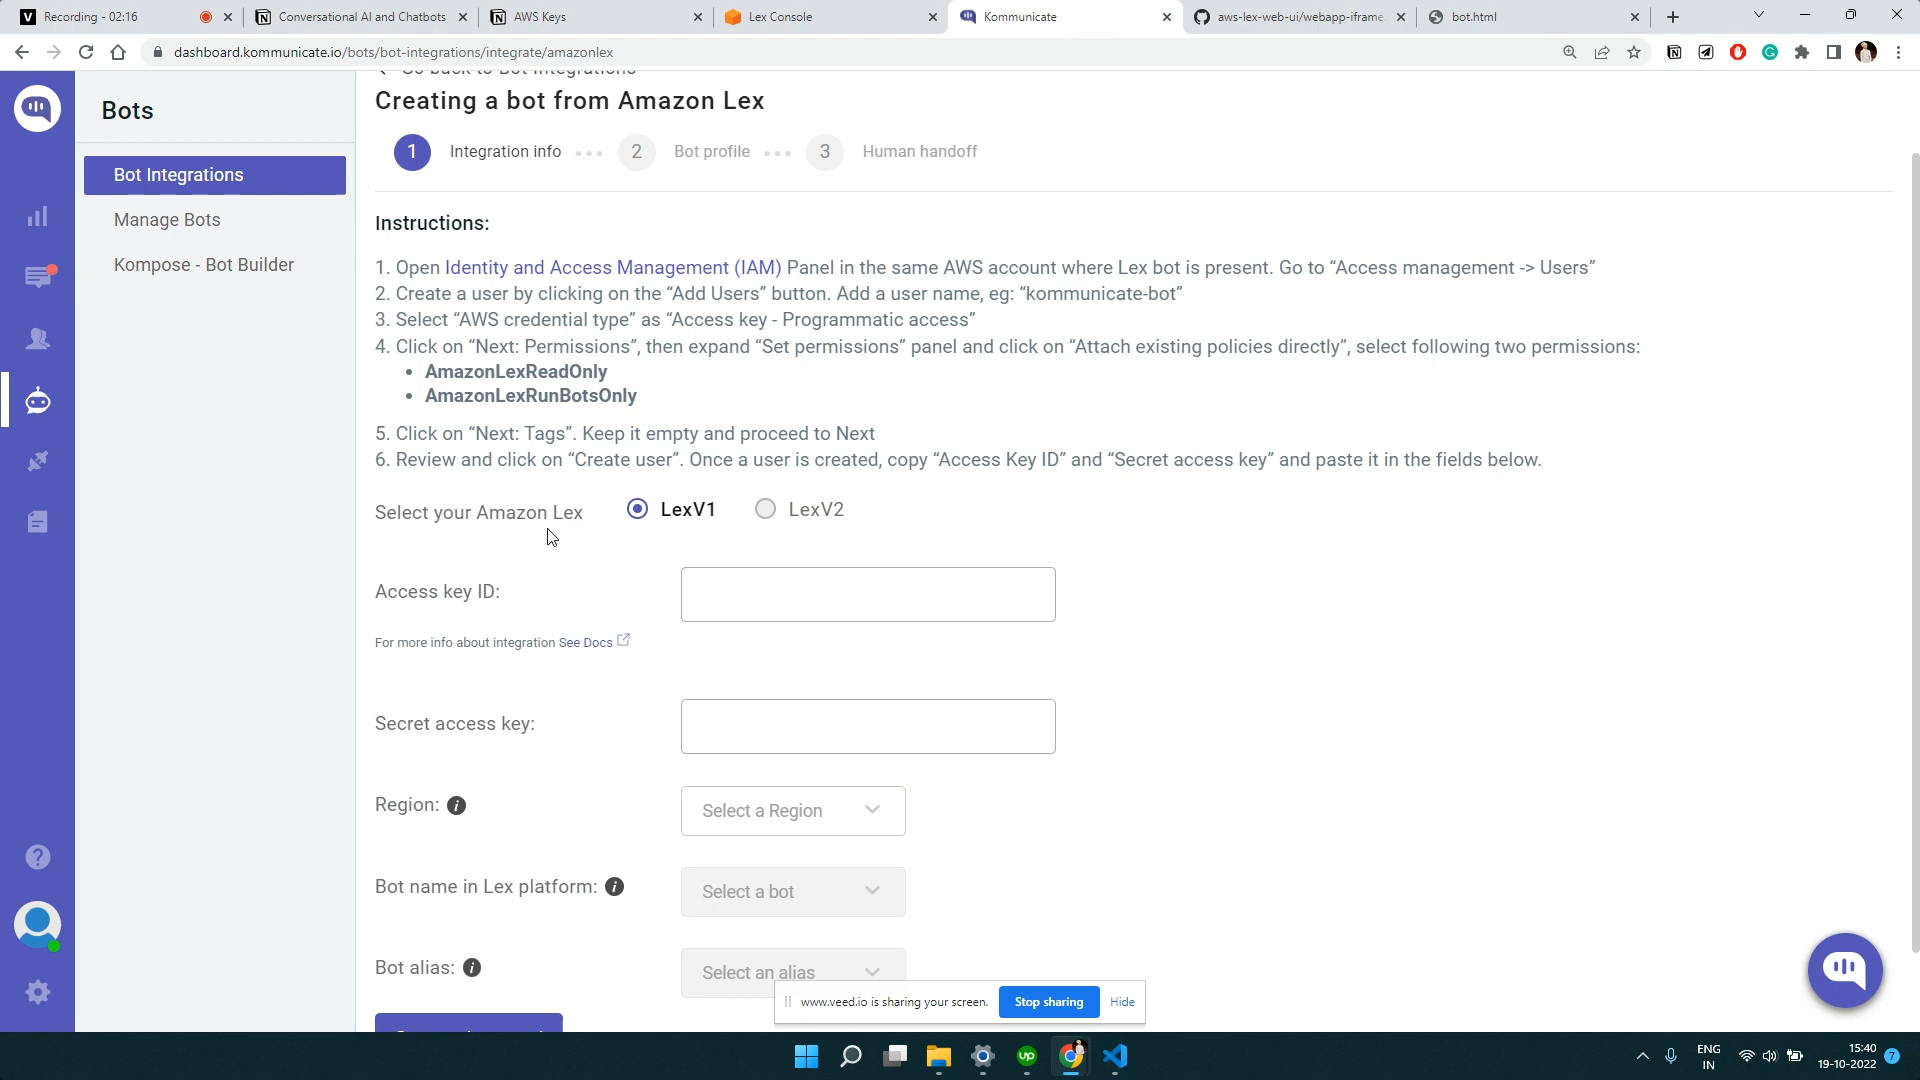 Recording - 02:16
Conversational AI and Chatbots
AWS Keys
Lex Console
Kommunicate
aws-lex-web-ui/webapp-iframe.
bot.html
dashboard.kommunicate.io/bots/bot-integrations/integrate/amazonlex
Bots
Bot Integrations
Manage Bots
Kompose - Bot Builder
Go back to Bot Integrations
Creating a bot from Amazon Lex
1 Integration info 2 Bot profile 3 Human handoff
Instructions:
1. Open Identity and Access Management (IAM) Panel in the same AWS account where Lex bot is present. Go to “Access management -> Users”
2. Create a user by clicking on the “Add Users” button. Add a user name, eg: “kommunicate-bot”
3. Select “AWS credential type” as “Access key - Programmatic access”
4. Click on “Next: Permissions”, then expand “Set permissions” panel and click on “Attach existing policies directly”, select following two permissions:
• AmazonLexReadOnly
• AmazonLexRunBotsOnly
5. Click on “Next: Tags”. Keep it empty and proceed to Next
6. Review and click on “Create user”. Once a user is created, copy “Access Key ID” and “Secret access key” and paste it in the fields below.
Select your Amazon Lex LexV1 LexV2
Access key ID:
For more info about integration See Docs
Secret access key:
Region: Select a Region
Bot name in Lex platform: Select a bot
Bot alias: Select an alias
www.veed.io is sharing your screen. Stop sharing Hide
ENG
IN
15:40
19-10-2022
7